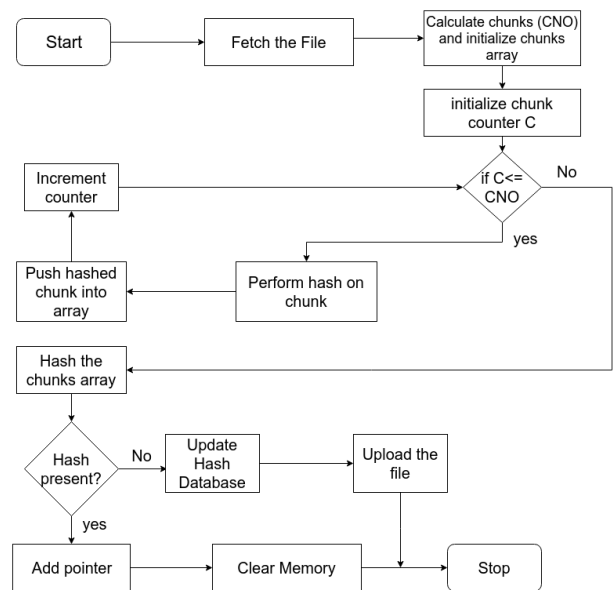 Start
Fetch the File
Calculate chunks (CNO)
and initialize chunks
array
initialize chunk
counter C
if C<=
CNO
No
yes
Increment
counter
Push hashed
chunk into
array
Perform hash on
chunk
Hash the
chunks array
Hash
present?
No
yes
Update
Hash
Database
Upload the
file
Add pointer
Clear Memory
Stop